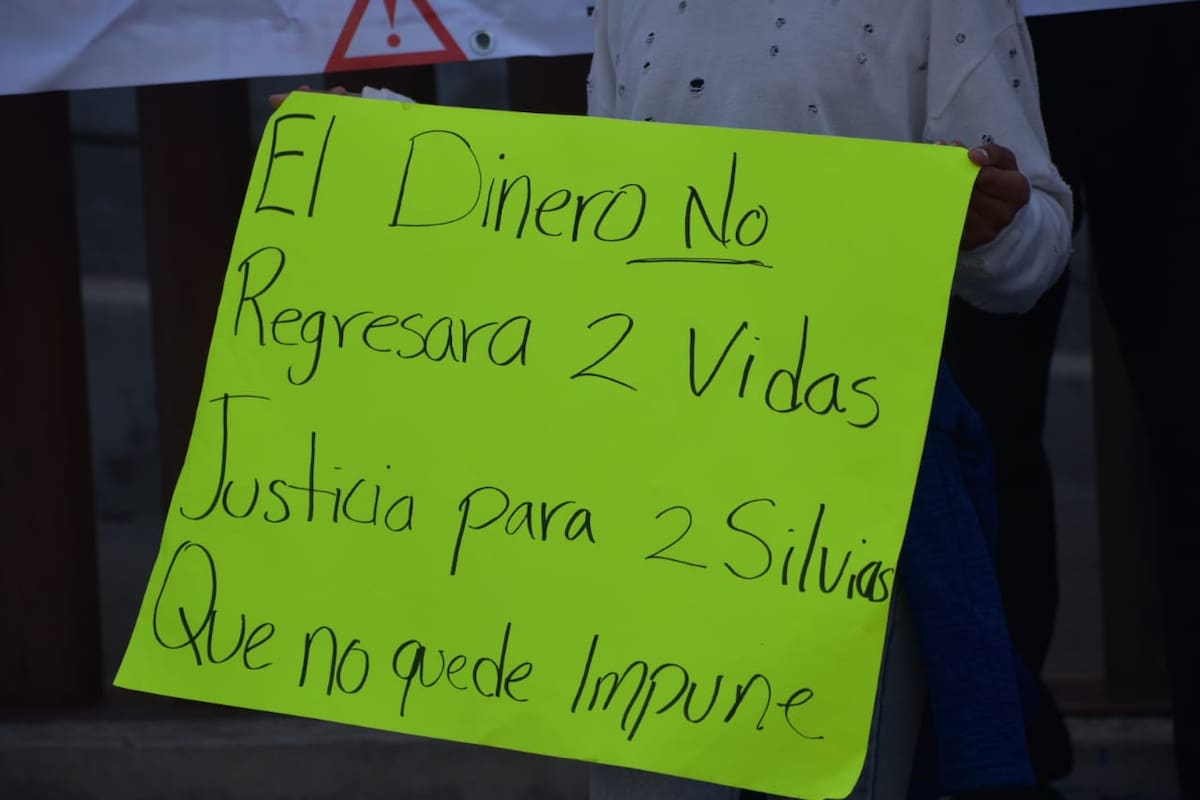 El Dinero No
Regresara 2 Vidas
Justicia para 2 Silvias
Que no quede Impune